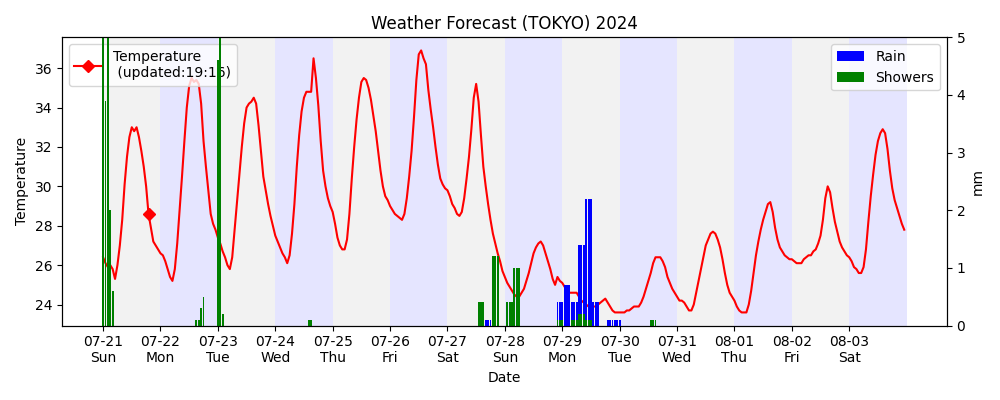 Weather Forecast (TOKYO) 2024
Temperature
(updated:19:16)
Rain
Showers
Temperature
36
34
32
30
28
26
24
5
4
3
2
1
0
mm
07-21 07-22 07-23 07-24 07-25 07-26 07-27 07-28 07-29 07-30 07-31 08-01 08-02 08-03
Sun Mon Tue Wed Thu Fri Sat Sun Mon Tue Wed Thu Fri Sat
Date